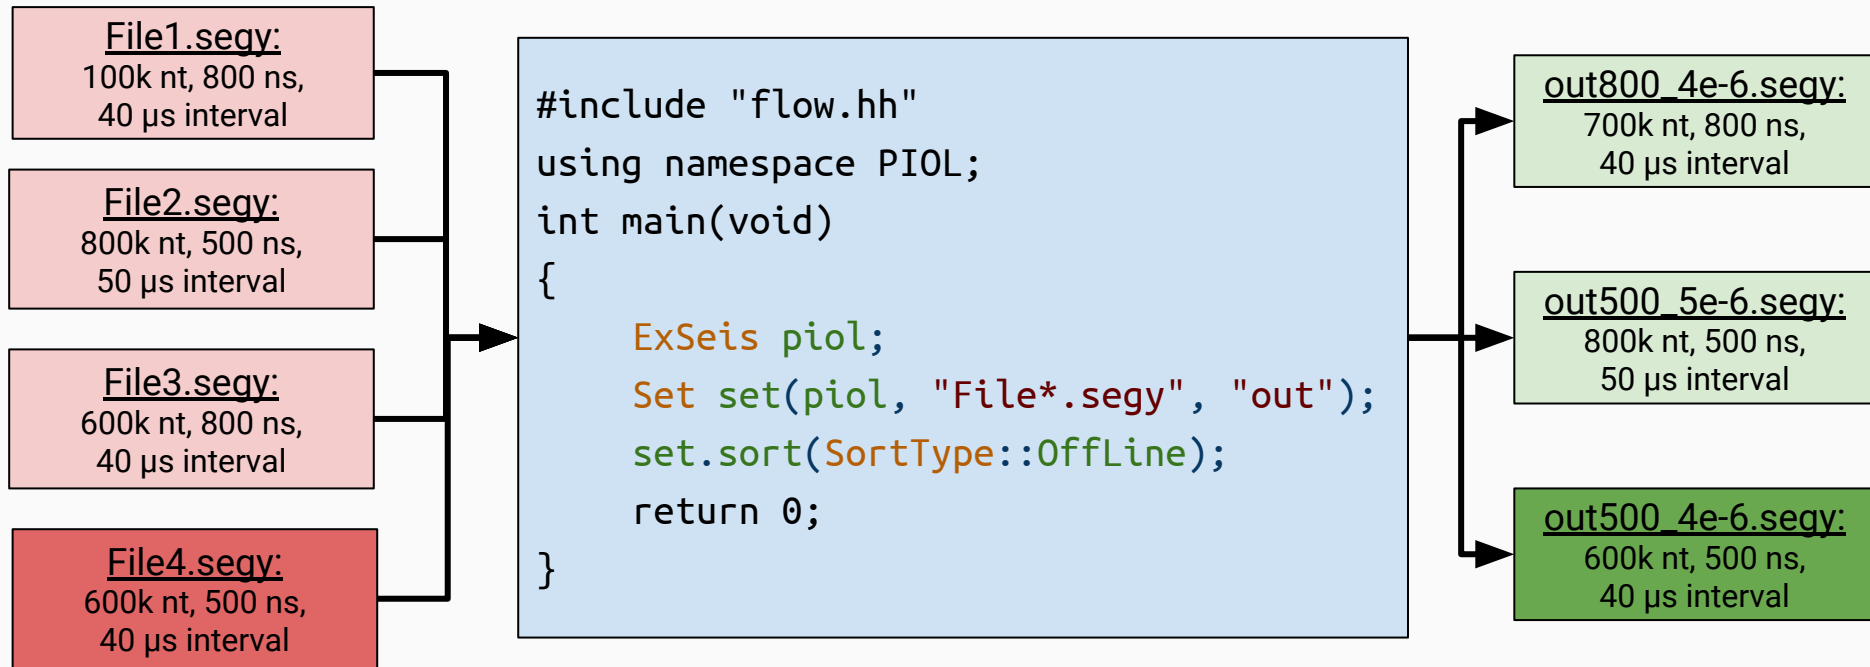 File1.segy:
100k nt, 800 ns,
40 µs interval
File2.segy:
800k nt, 500 ns,
50 µs interval
File3.segy:
600k nt, 800 ns,
40 µs interval
File4.segy:
600k nt, 500 ns,
40 µs interval
#include "flow.hh"
using namespace PIOL;
int main(void)
{
ExSeis piol;
Set set(piol, "File*.segy", "out");
set.sort(SortType::OffLine);
return 0;
}
out800_4e-6.segy:
700k nt, 800 ns,
40 µs interval
out500_5e-6.segy:
800k nt, 500 ns,
50 µs interval
out500_4e-6.segy:
600k nt, 500 ns,
40 µs interval